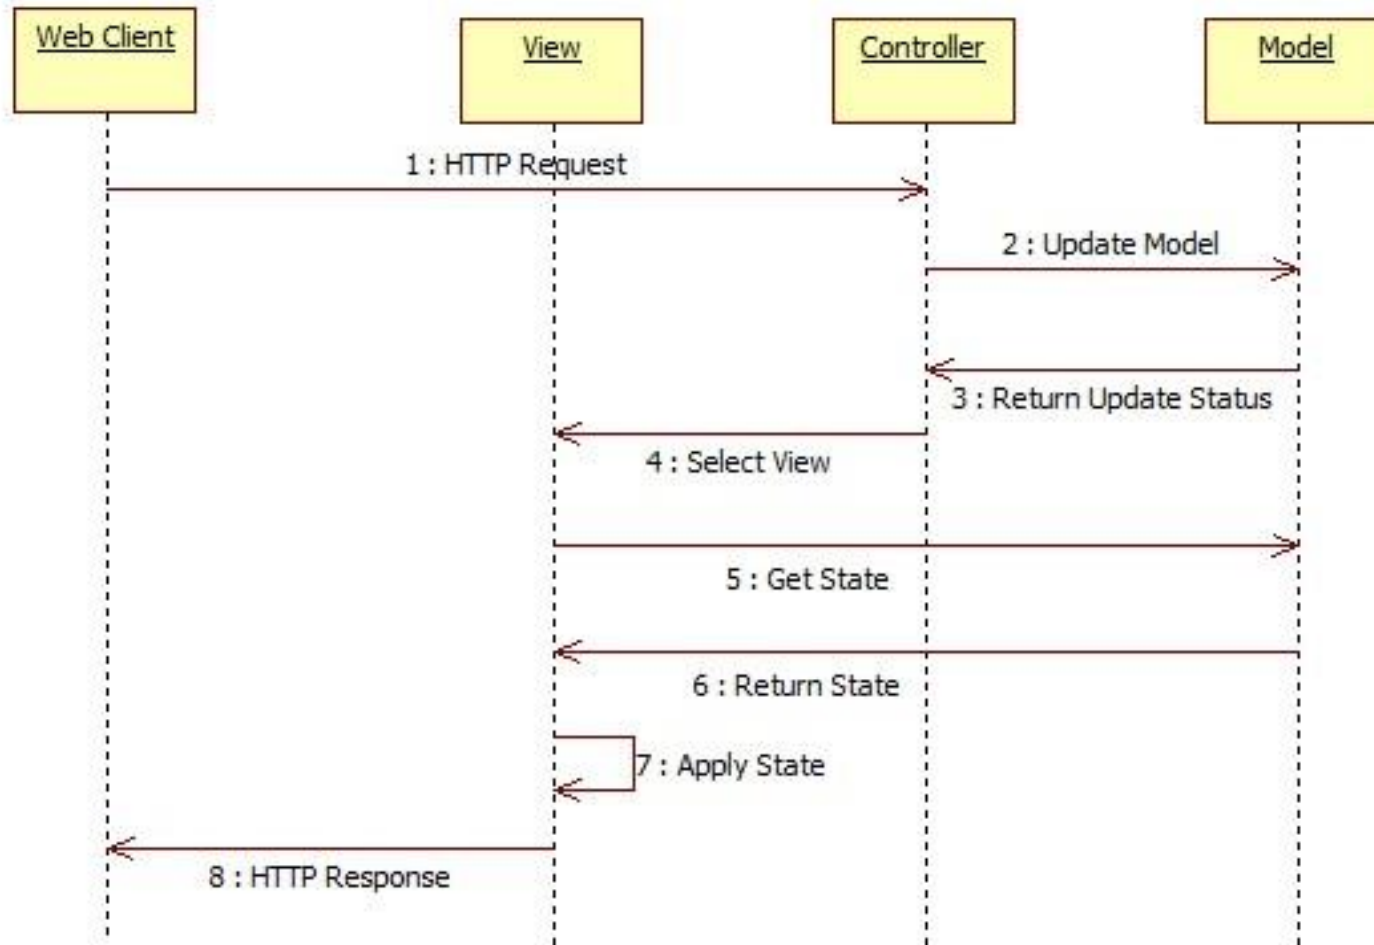 Web Client
View
Controller
Model
1 : HTTP Request
2 : Update Model
3 : Return Update Status
4 : Select View
5 : Get State
6 : Return State
7 : Apply State
8 : HTTP Response